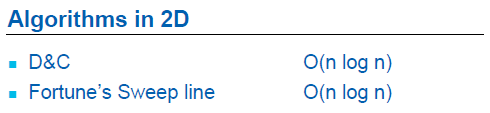 Algorithms in 2D
D&C O(n log n)
Fortune's Sweep line O(n log n)